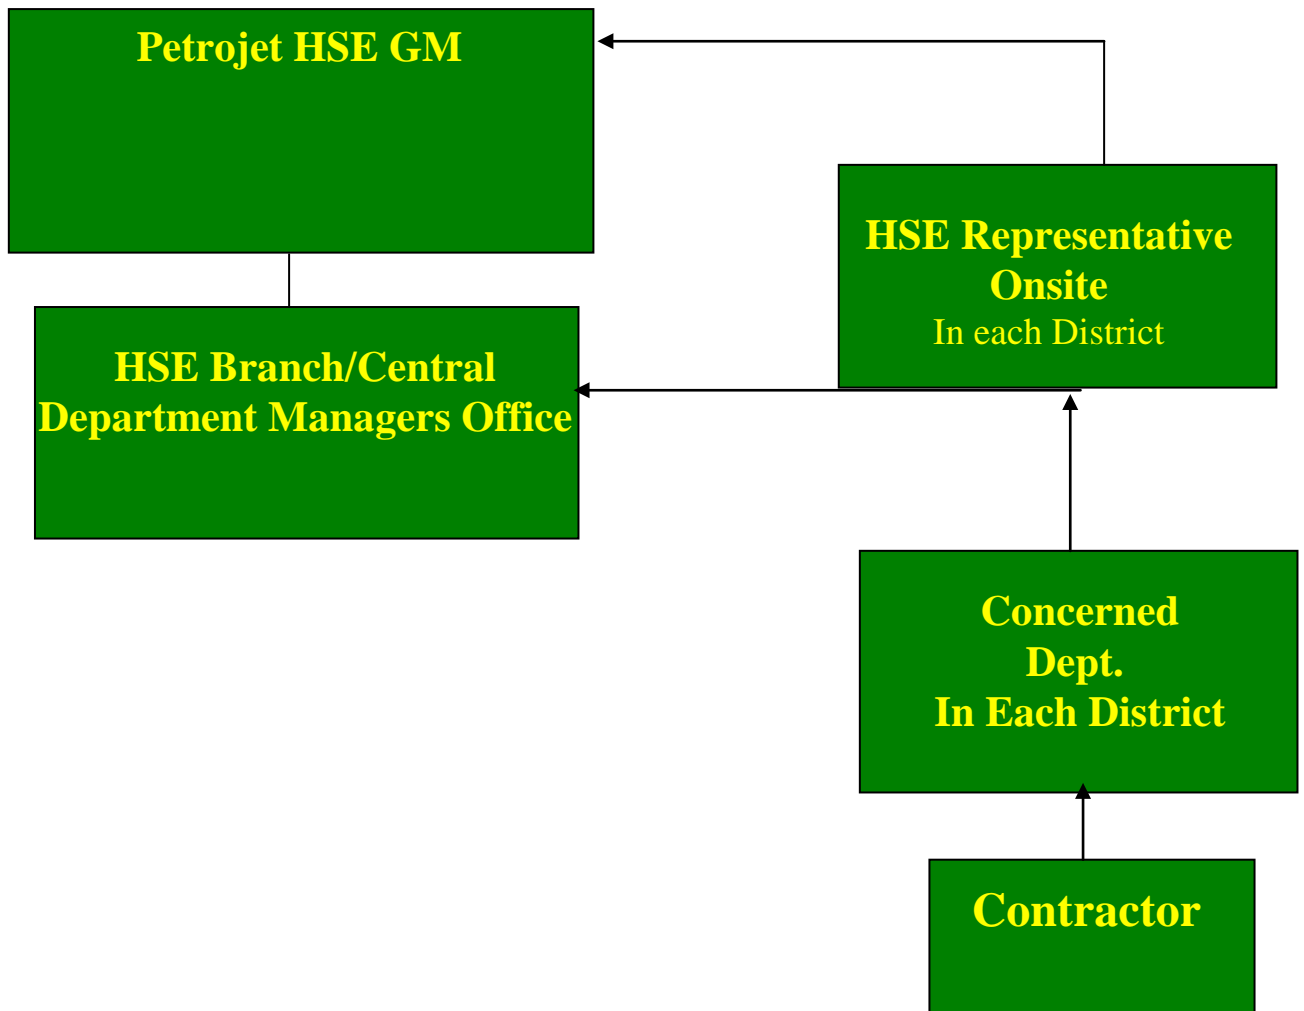 Petrojet HSE GM
HSE Representative
Onsite
In each District
HSE Branch/Central
Department Managers Office
Concerned
Dept.
In Each District
Contractor